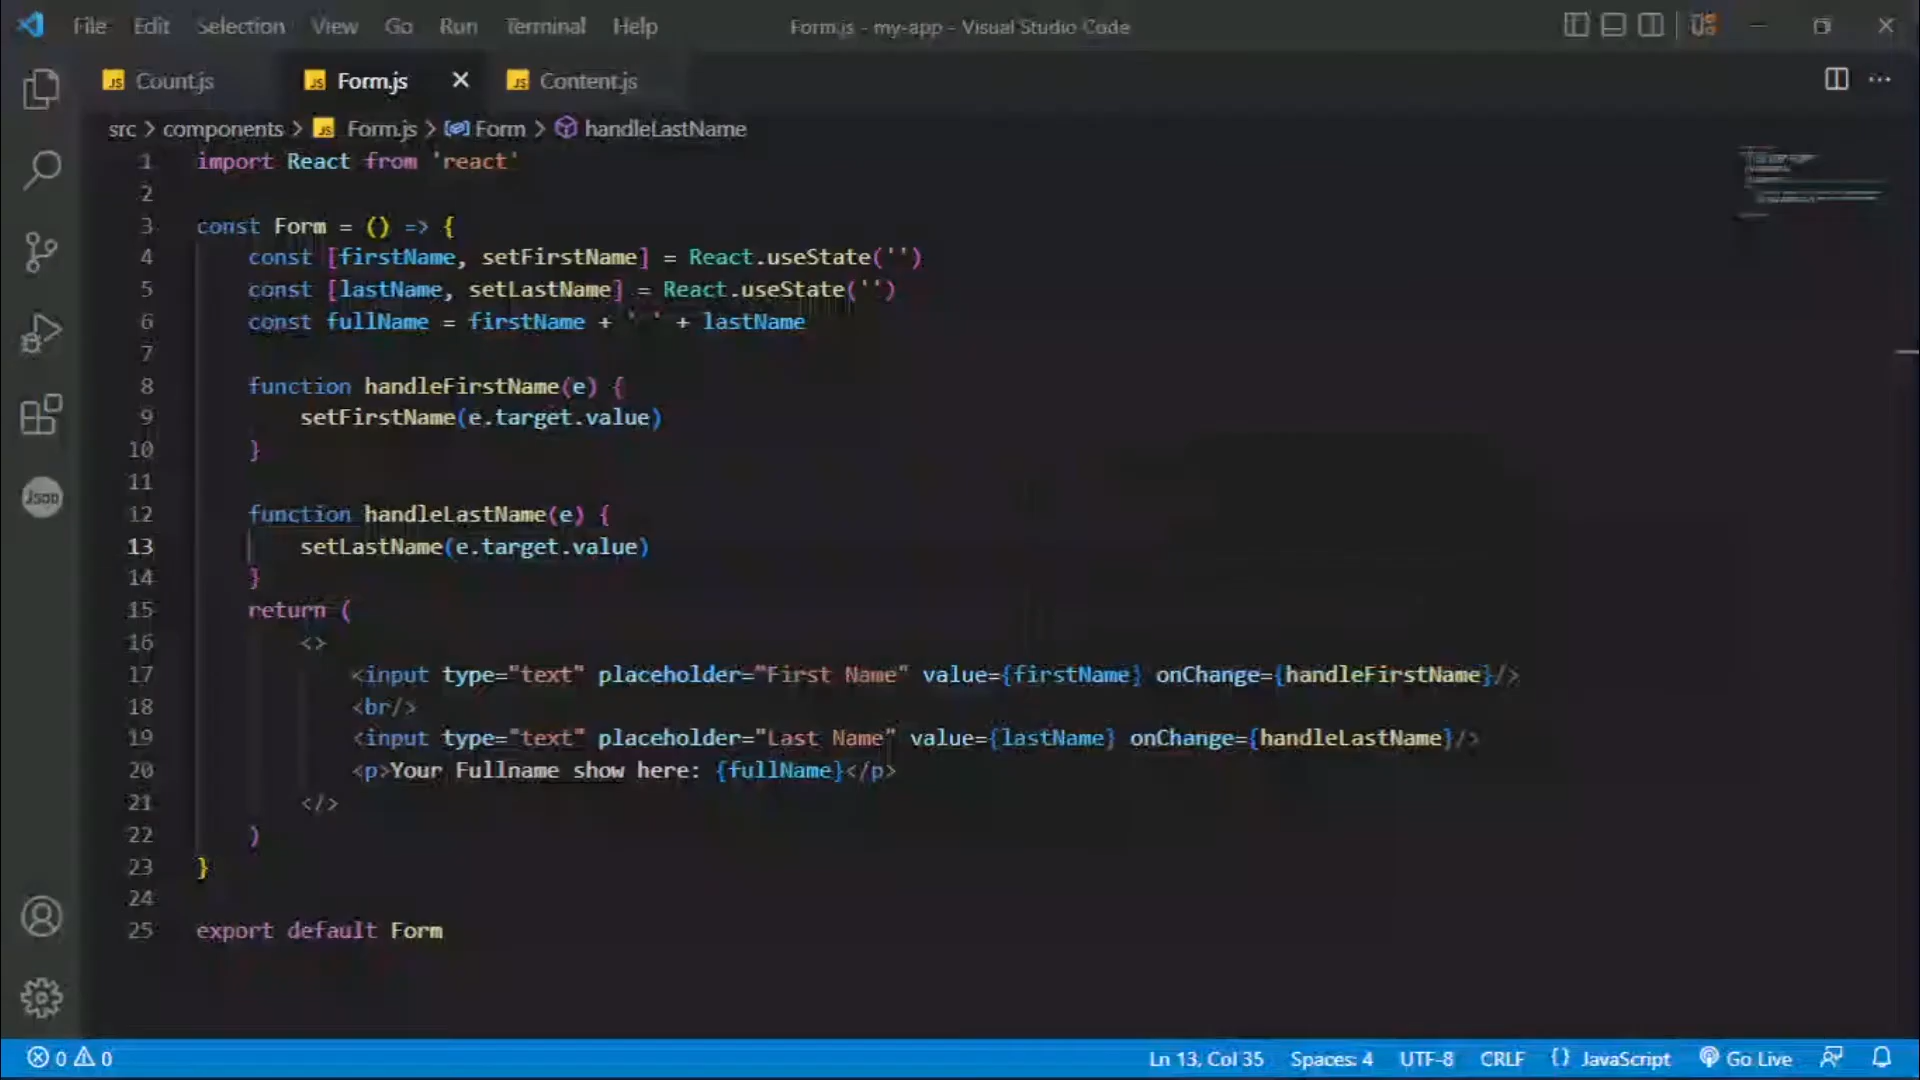 File Edit Selection View Go Run Terminal Help Form.js - my-app - Visual Studio Code
JS Count.js JS Form.js JS Content.js
src > components > JS Form.js > Form > handleLastName
1 import React from 'react'
2
3 const Form = () => {
4 const [firstName, setFirstName] = React.useState('')
5 const [lastName, setLastName] = React.useState('')
6 const fullName = firstName + ' ' + lastName
7
8 function handleFirstName(e) {
9 setFirstName(e.target.value)
10 }
11
12 function handleLastName(e) {
13 setLastName(e.target.value)
14 }
15 return (
16 <>
17 <input type="text" placeholder="First Name" value={firstName} onChange={handleFirstName}/>
18 <br/>
19 <input type="text" placeholder="Last Name" value={lastName} onChange={handleLastName}/>
20 <p>Your Fullname show here: {fullName}</p>
21 </>
22 )
23 }
24
25 export default Form
Json
0 0 Ln 13, Col 35 Spaces: 4 UTF-8 CRLF {} JavaScript Go Live